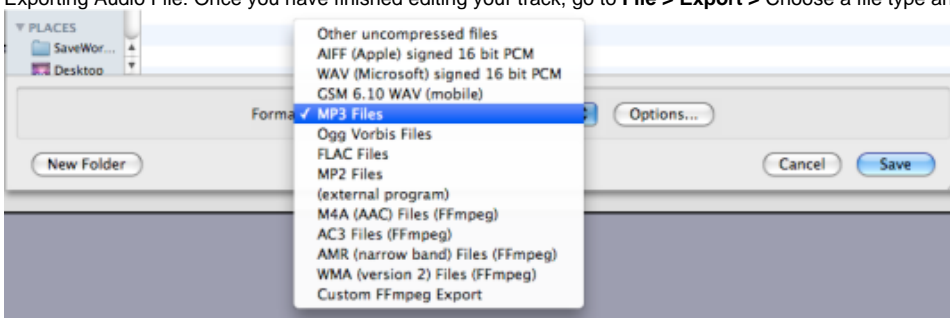 Exporting Audio File: Once you have finished editing your track, go to File > Export > Choose a file type an
PLACES
SaveWor...
Desktop
Other uncompressed files
AIFF (Apple) signed 16 bit PCM
WAV (Microsoft) signed 16 bit PCM
GSM 6.10 WAV (mobile)
Forma ✓ MP3 Files Options...
Ogg Vorbis Files
FLAC Files
MP2 Files
(external program)
M4A (AAC) Files (FFmpeg)
AC3 Files (FFmpeg)
AMR (narrow band) Files (FFmpeg)
WMA (version 2) Files (FFmpeg)
Custom FFmpeg Export
New Folder Cancel Save